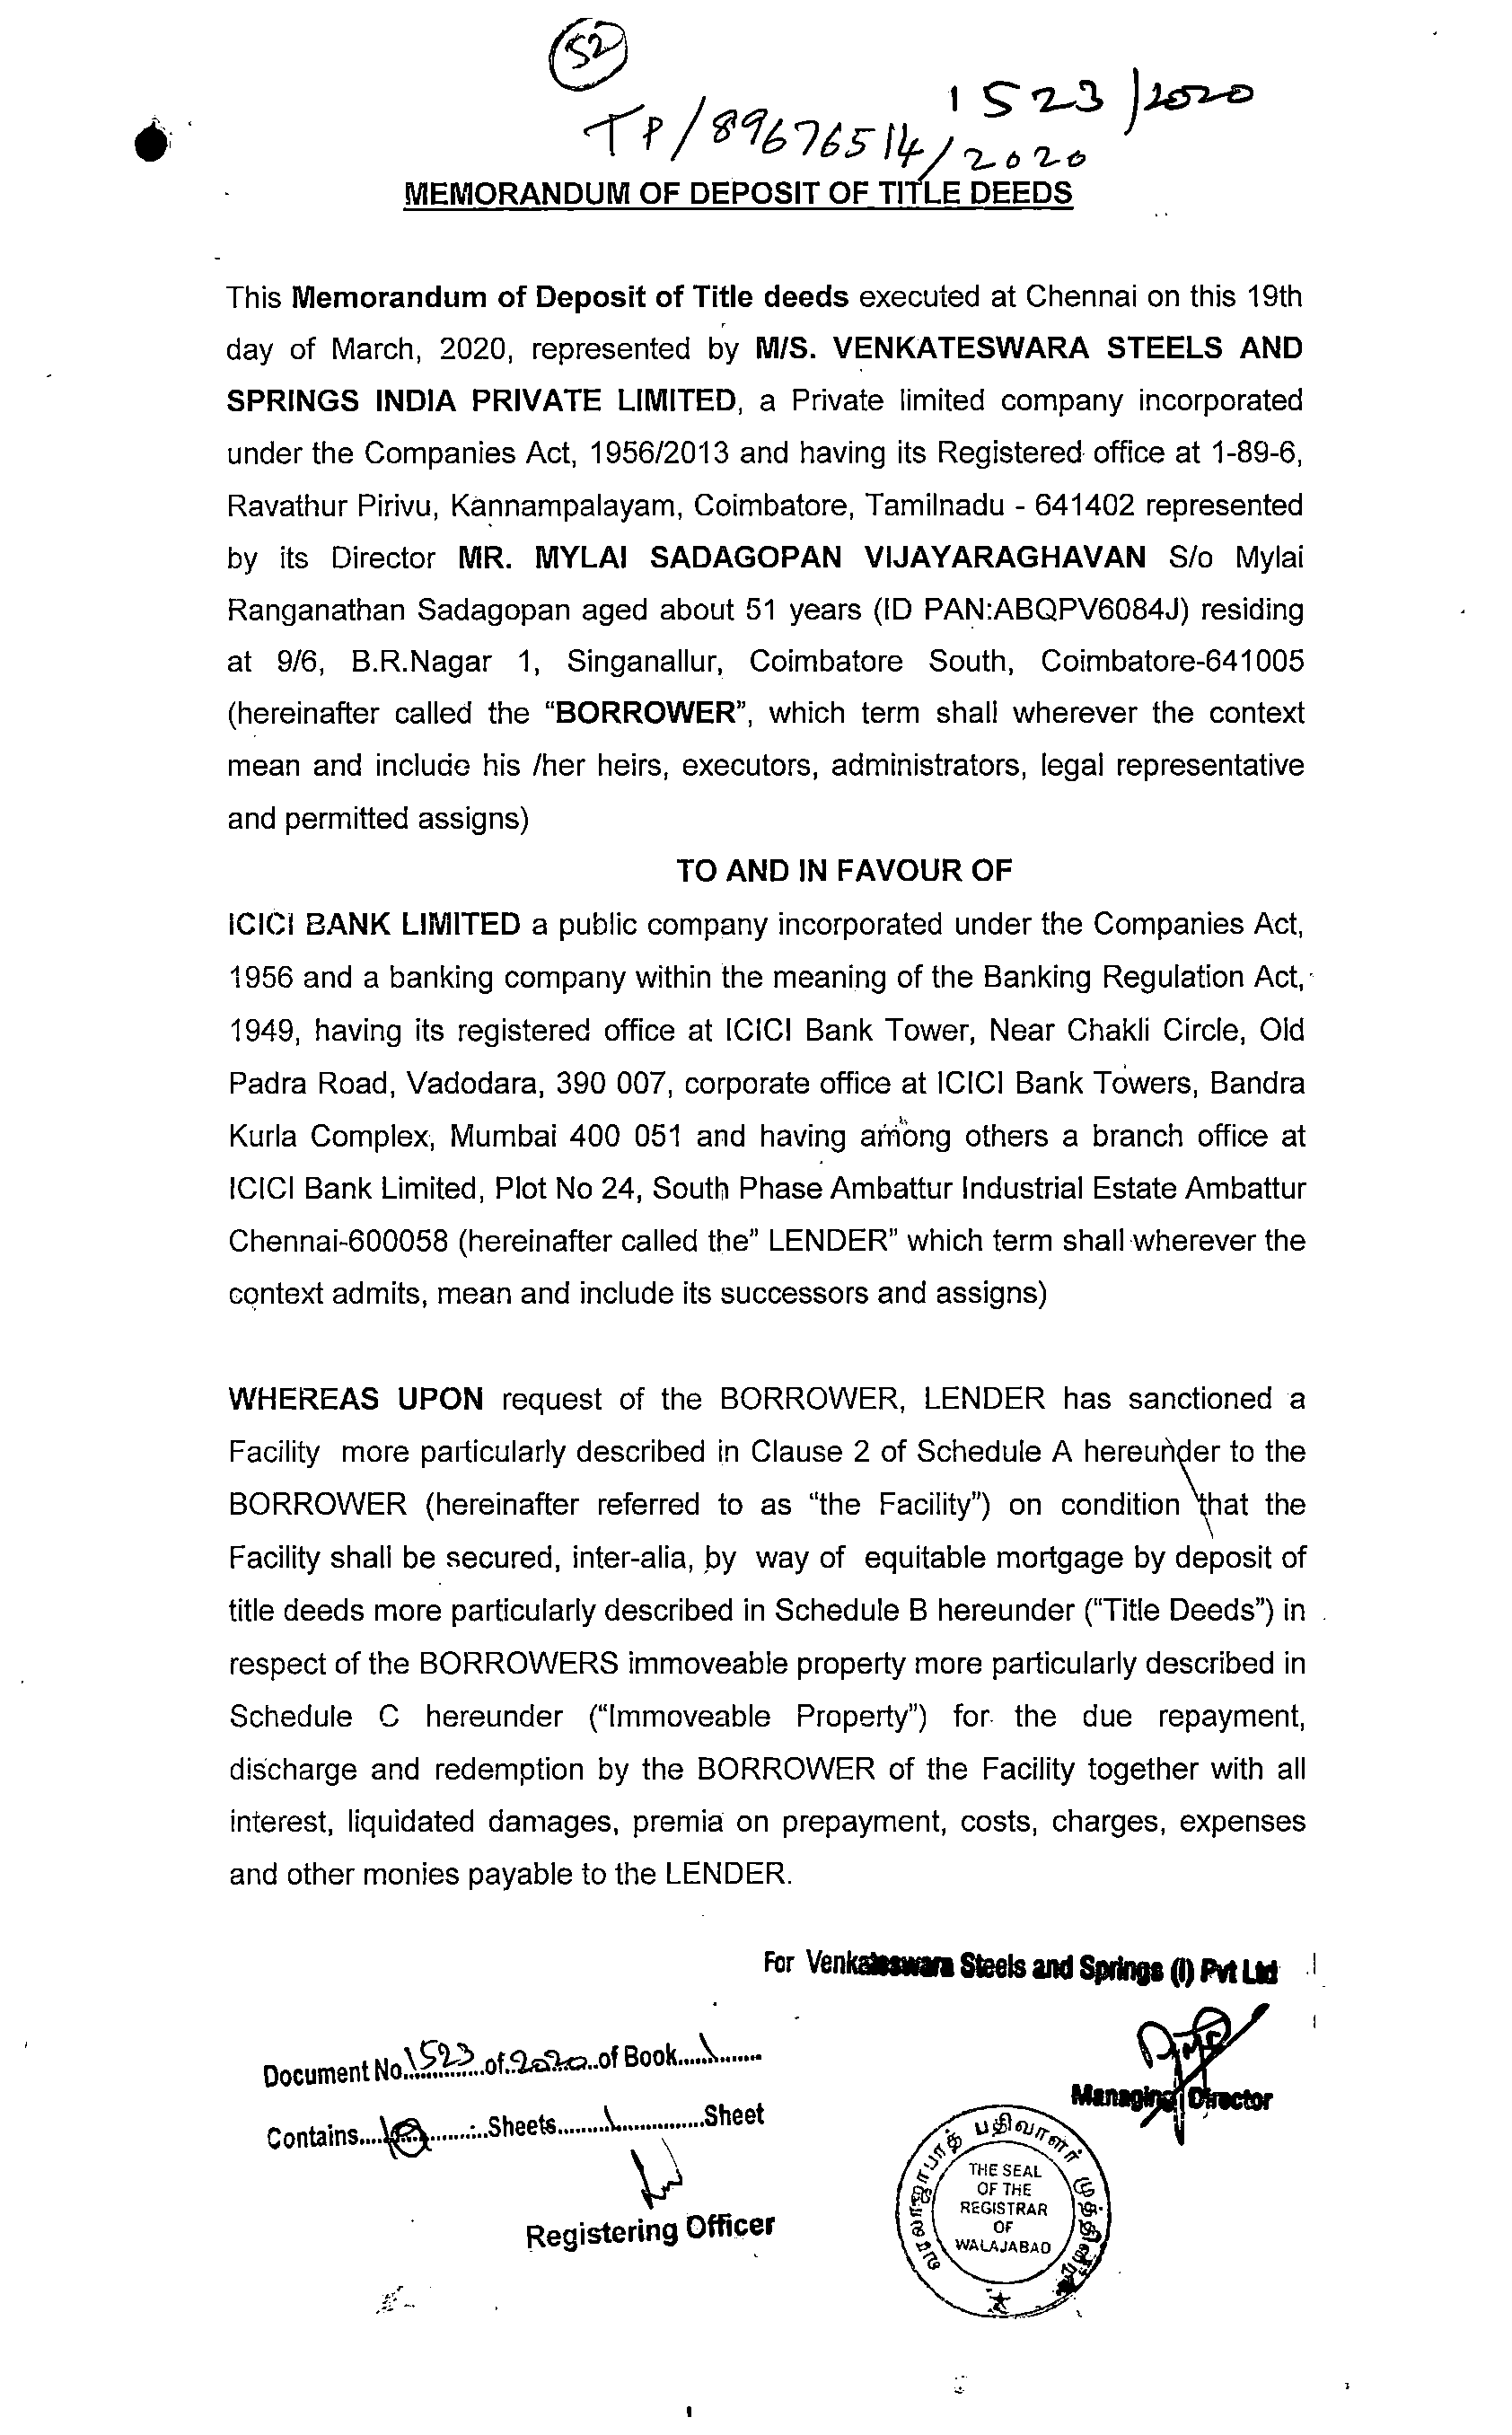 52
1523/2020
TP/89676514/2020
MEMORANDUM OF DEPOSIT OF TITLE DEEDS
This Memorandum of Deposit of Title deeds executed at Chennai on this 19th
day of March, 2020, represented by M/S. VENKATESWARA STEELS AND
SPRINGS INDIA PRIVATE LIMITED, a Private limited company incorporated
under the Companies Act, 1956/2013 and having its Registered office at 1-89-6,
Ravathur Pirivu, Kannampalayam, Coimbatore, Tamilnadu - 641402 represented
by its Director MR. MYLAI SADAGOPAN VIJAYARAGHAVAN S/o Mylai
Ranganathan Sadagopan aged about 51 years (ID PAN:ABQPV6084J) residing
at 9/6, B.R.Nagar 1, Singanallur, Coimbatore South, Coimbatore-641005
(hereinafter called the “BORROWER”, which term shall wherever the context
mean and include his /her heirs, executors, administrators, legal representative
and permitted assigns)
TO AND IN FAVOUR OF
ICICI BANK LIMITED a public company incorporated under the Companies Act,
1956 and a banking company within the meaning of the Banking Regulation Act,
1949, having its registered office at ICICI Bank Tower, Near Chakli Circle, Old
Padra Road, Vadodara, 390 007, corporate office at ICICI Bank Towers, Bandra
Kurla Complex, Mumbai 400 051 and having among others a branch office at
ICICI Bank Limited, Plot No 24, South Phase Ambattur Industrial Estate Ambattur
Chennai-600058 (hereinafter called the” LENDER” which term shall wherever the
context admits, mean and include its successors and assigns)
WHEREAS UPON request of the BORROWER, LENDER has sanctioned a
Facility more particularly described in Clause 2 of Schedule A hereunder to the
BORROWER (hereinafter referred to as “the Facility”) on condition that the
Facility shall be secured, inter-alia, by way of equitable mortgage by deposit of
title deeds more particularly described in Schedule B hereunder (“Title Deeds”) in
respect of the BORROWERS immoveable property more particularly described in
Schedule C hereunder (“Immoveable Property”) for the due repayment,
discharge and redemption by the BORROWER of the Facility together with all
interest, liquidated damages, premia on prepayment, costs, charges, expenses
and other monies payable to the LENDER.
For Venkateswara Steels and Springs (I) Pvt Ltd
Managing Director
Document No.1523.of.2020.of Book....1.......
Contains....10.......Sheets.......1.............Sheet
Registering Officer
வாலாஜாபாத் பதிவாளர் முத்திரை
THE SEAL
OF THE
REGISTRAR
OF
WALAJABAD